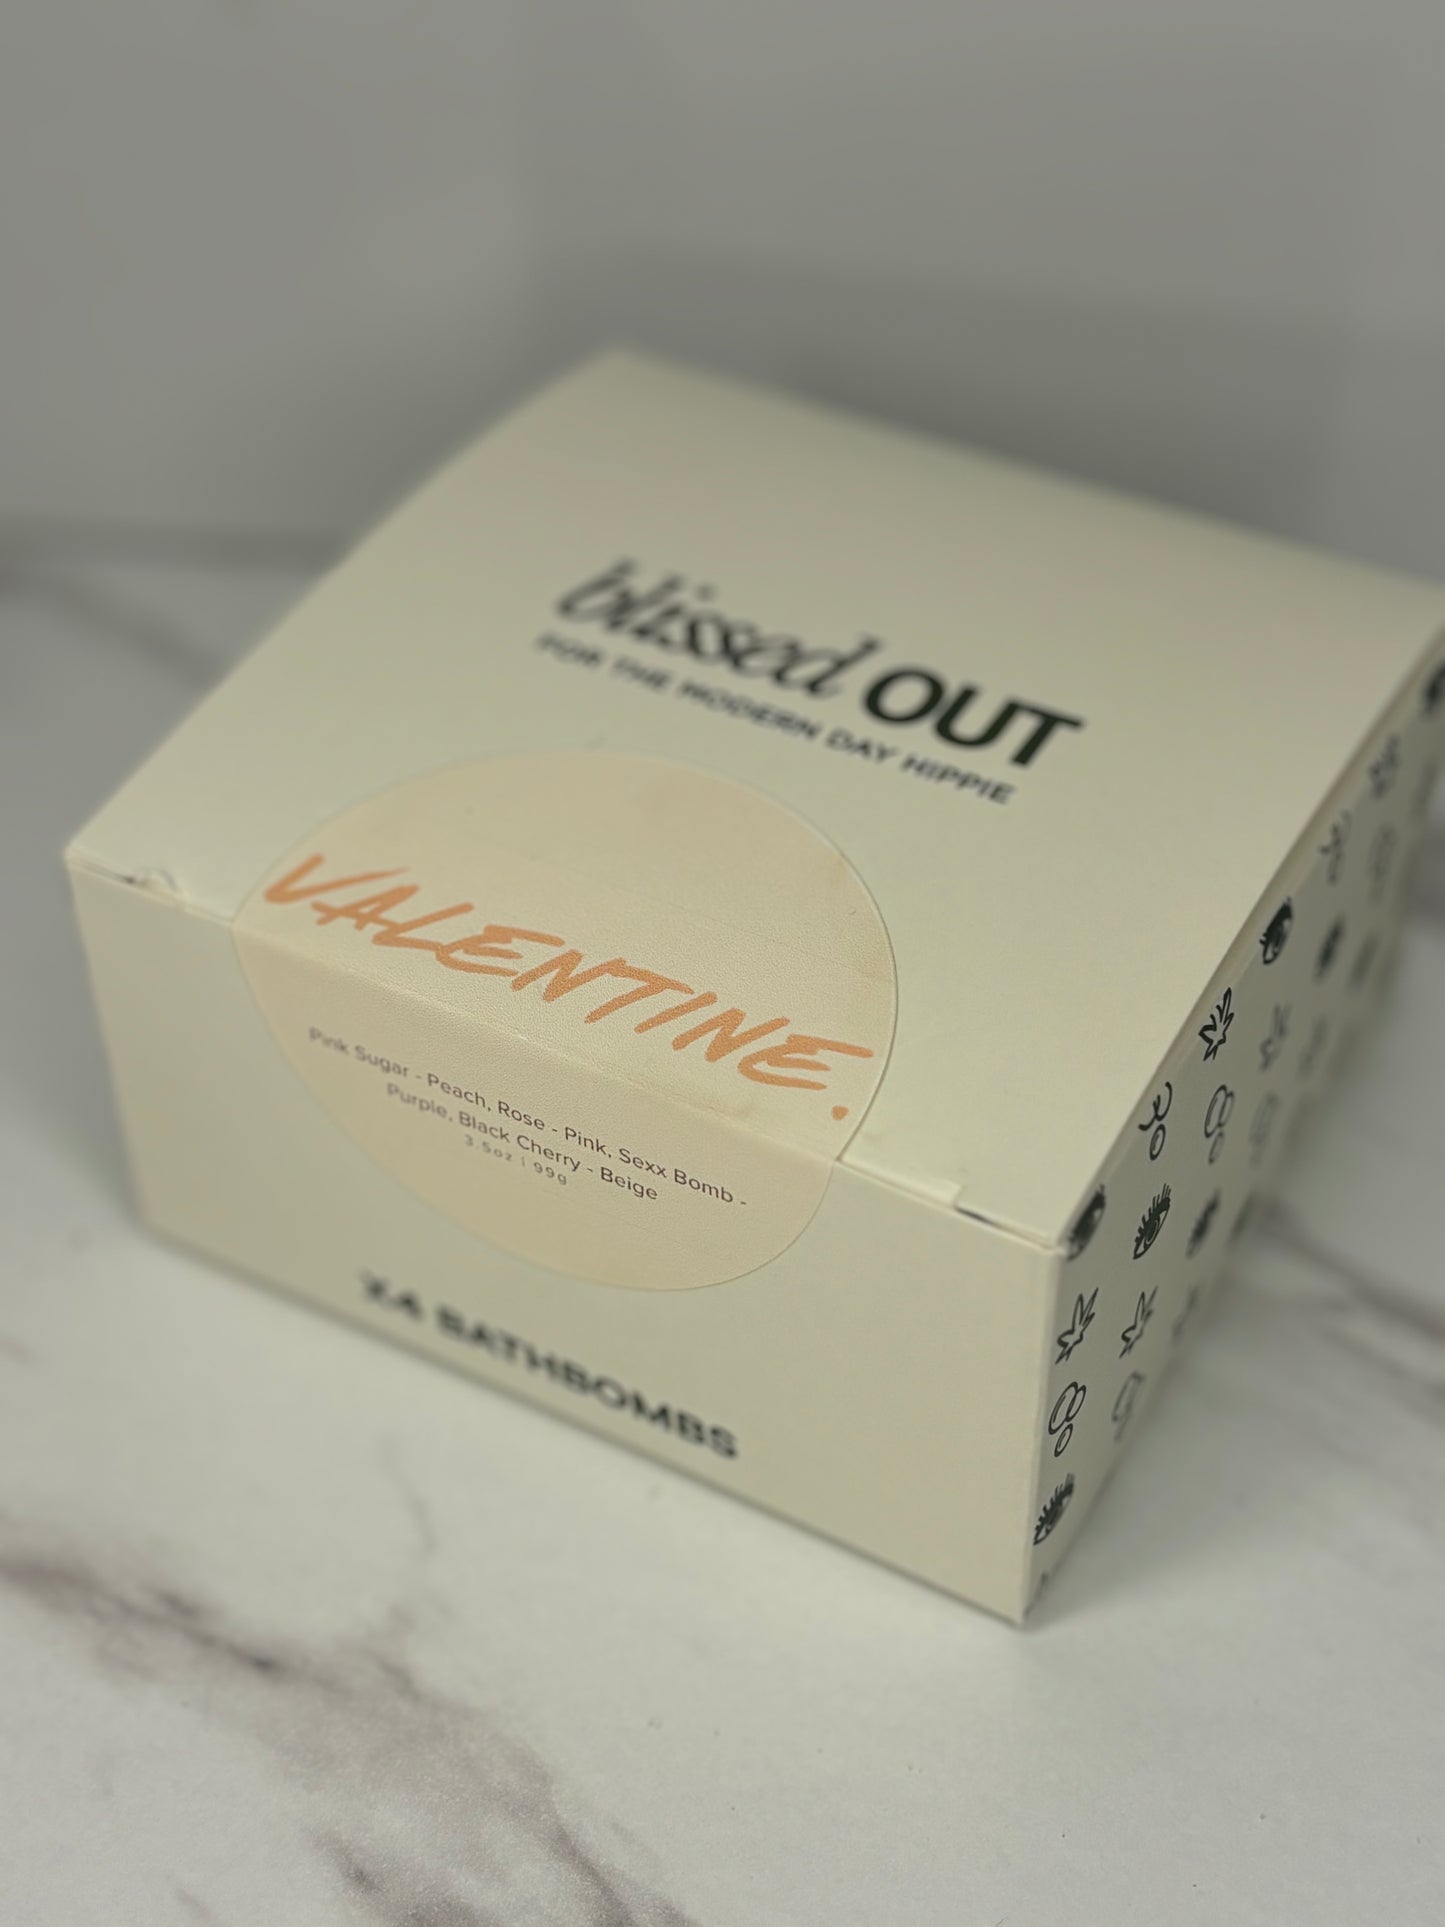 blissed OUT
FOR THE MODERN DAY HIPPIE
VALENTINE.
Pink Sugar - Peach, Rose - Pink, Sexx Bomb -
Purple, Black Cherry - Beige
3.5oz | 99g
24 BATHBOMBS